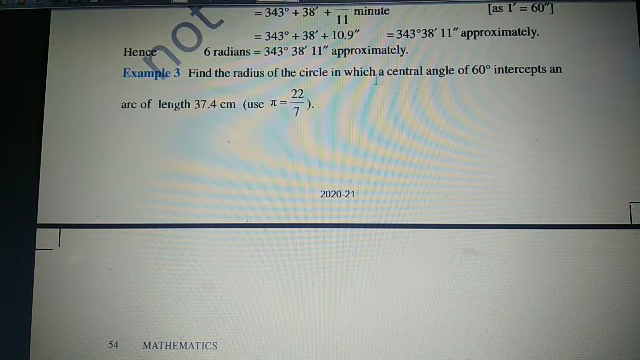 = 343° + 38′ + — 11 minute [as 1′ = 60″]
= 343° + 38′ + 10.9″ = 343°38′ 11″ approximately.
Hence 6 radians = 343° 38′ 11″ approximately.
Example 3 Find the radius of the circle in which a central angle of 60° intercepts an
arc of length 37.4 cm (use π = 22/7).
not
2020-21
54 MATHEMATICS